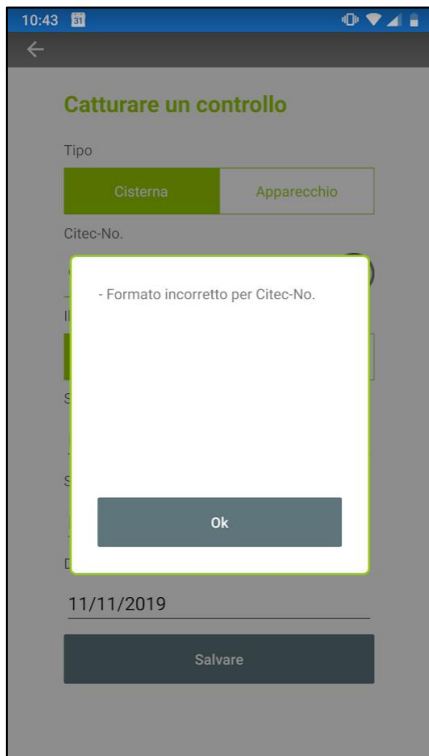 10:43 31
Catturare un controllo
Tipo
Cisterna Apparecchio
Citec-No.
- Formato incorretto per Citec-No.
Ok
11/11/2019
Salvare